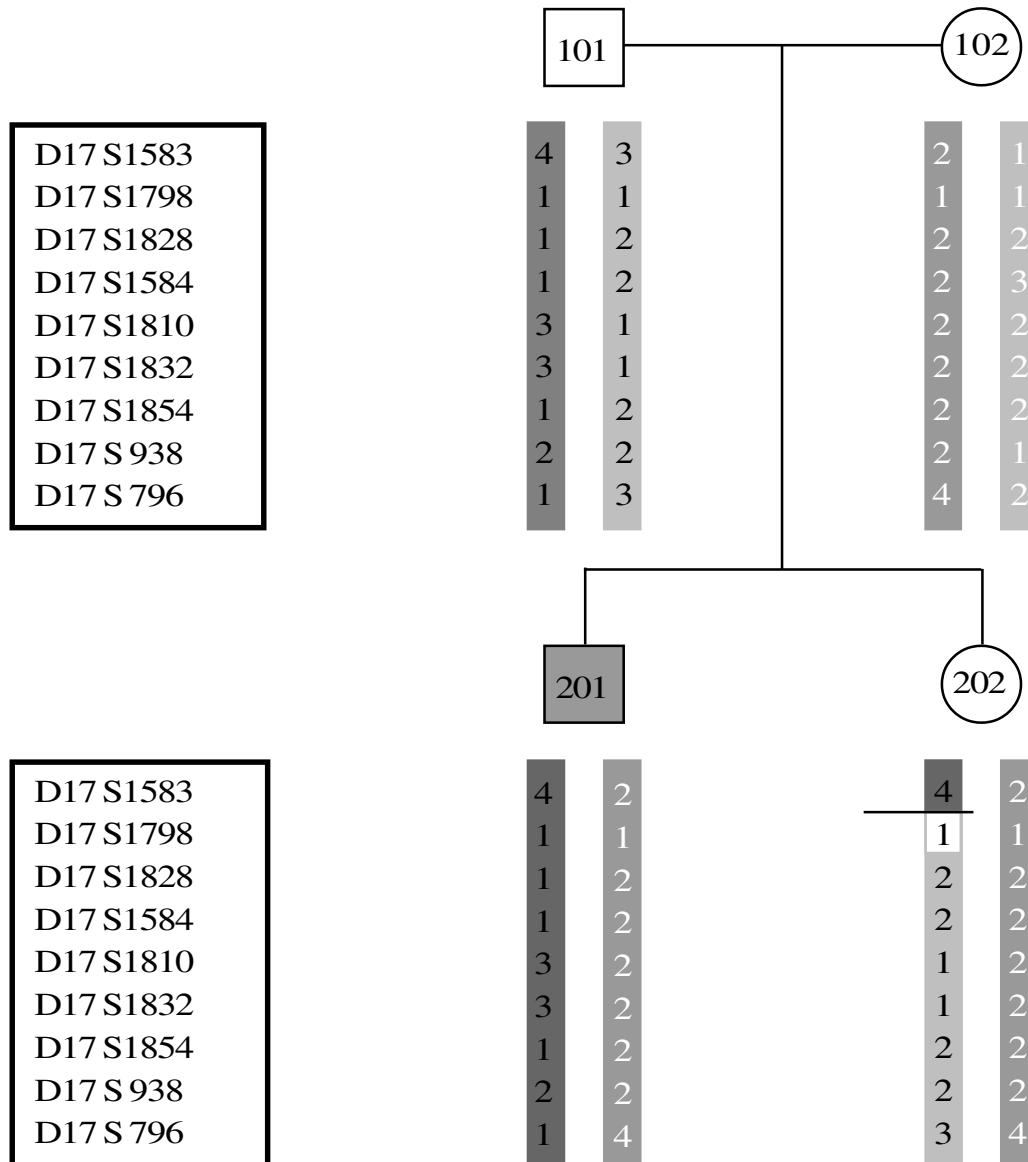 101 102
D17 S1583 4 3 2 1
D17 S1798 1 1 1 1
D17 S1828 1 2 2 2
D17 S1584 1 2 2 3
D17 S1810 3 1 2 2
D17 S1832 3 1 2 2
D17 S1854 1 2 2 2
D17 S 938 2 2 2 1
D17 S 796 1 3 4 2
201 202
D17 S1583 4 2 4 2
D17 S1798 1 1 1 1
D17 S1828 1 2 2 2
D17 S1584 1 2 2 2
D17 S1810 3 2 1 2
D17 S1832 3 2 1 2
D17 S1854 1 2 2 2
D17 S 938 2 2 2 2
D17 S 796 1 4 3 4